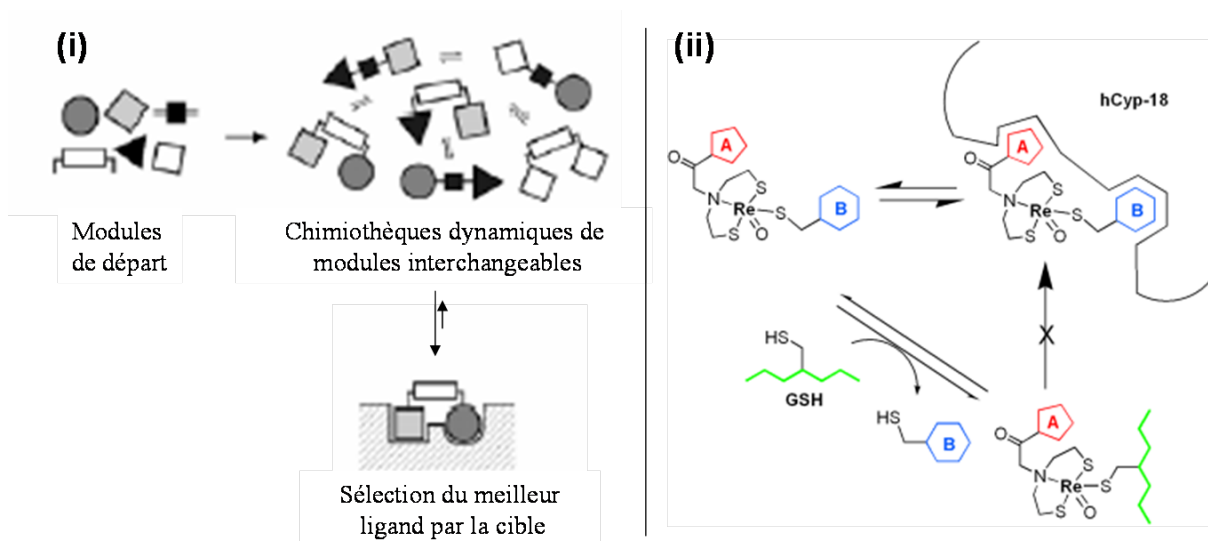 (i)
Modules
de départ
Chimiothèques dynamiques de
modules interchangeables
Sélection du meilleur
ligand par la cible
(ii)
hCyp-18
A
O
N
S
Re
S
S
O
B
A
O
N
S
Re
S
S
O
B
HS
GSH
HS
B
X
A
O
N
S
Re
S
S
O